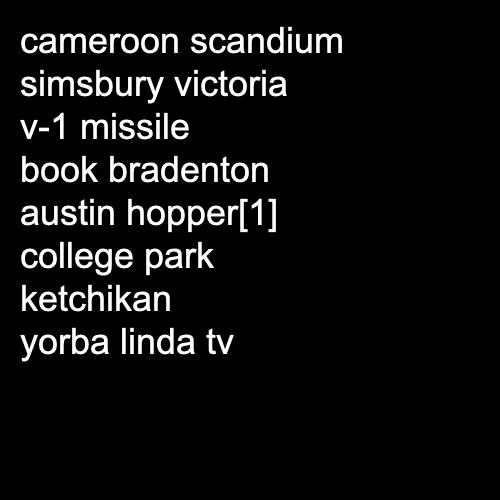 cameroon scandium
simsbury victoria
v-1 missile
book bradenton
austin hopper[1]
college park
ketchikan
yorba linda tv